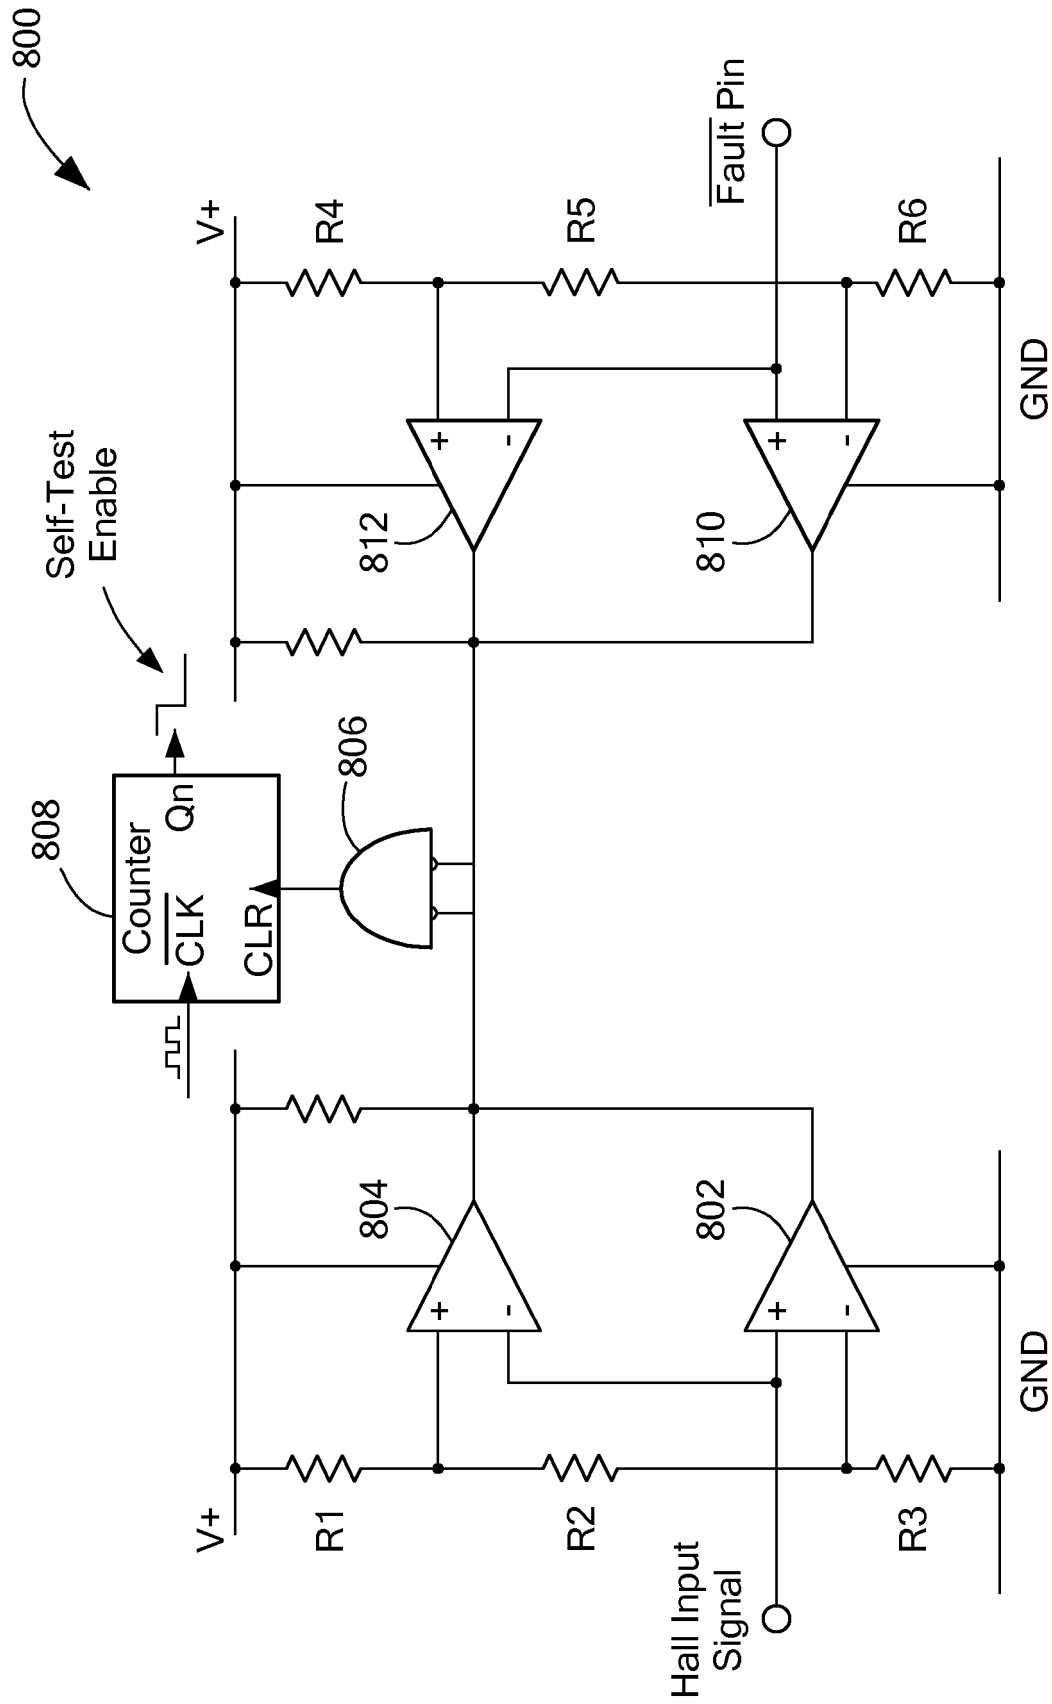 800
Self-Test
Enable
808
Counter
CLK
Qn
CLR
806
V+
R1
R2
R3
GND
Hall Input
Signal
804
+
-
802
+
-
V+
R4
R5
R6
GND
Fault Pin
812
+
-
810
+
-